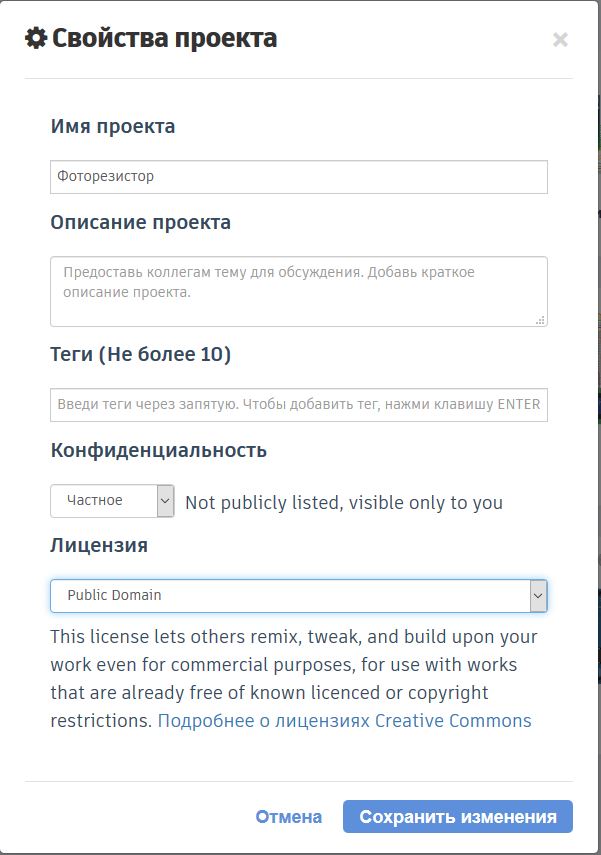 Свойства проекта
Имя проекта
Фоторезистор
Описание проекта
Предоставь коллегам тему для обсуждения. Добавь краткое
описание проекта.
Теги (Не более 10)
Введи теги через запятую. Чтобы добавить тег, нажми клавишу ENTER
Конфиденциальность
Частное Not publicly listed, visible only to you
Лицензия
Public Domain
This license lets others remix, tweak, and build upon your
work even for commercial purposes, for use with works
that are already free of known licenced or copyright
restrictions. Подробнее о лицензиях Creative Commons
Отмена Сохранить изменения